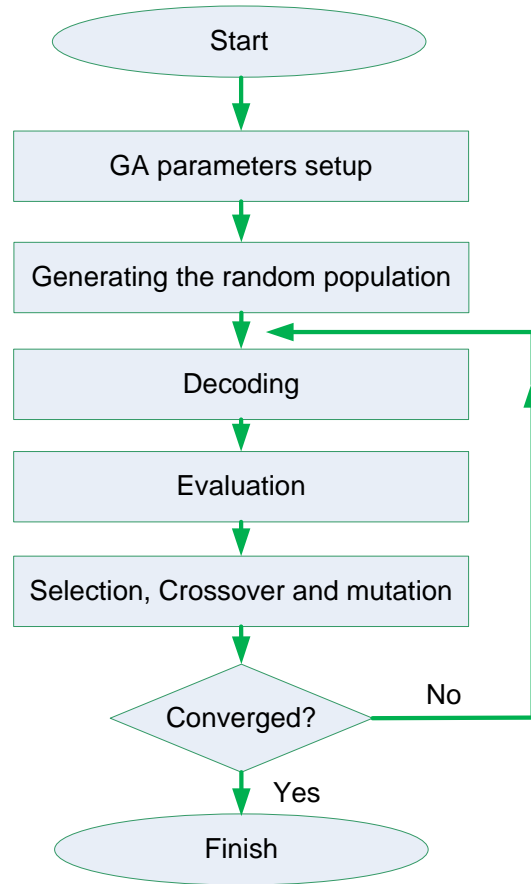 Start
GA parameters setup
Generating the random population
Decoding
Evaluation
Selection, Crossover and mutation
Converged?
No
Yes
Finish